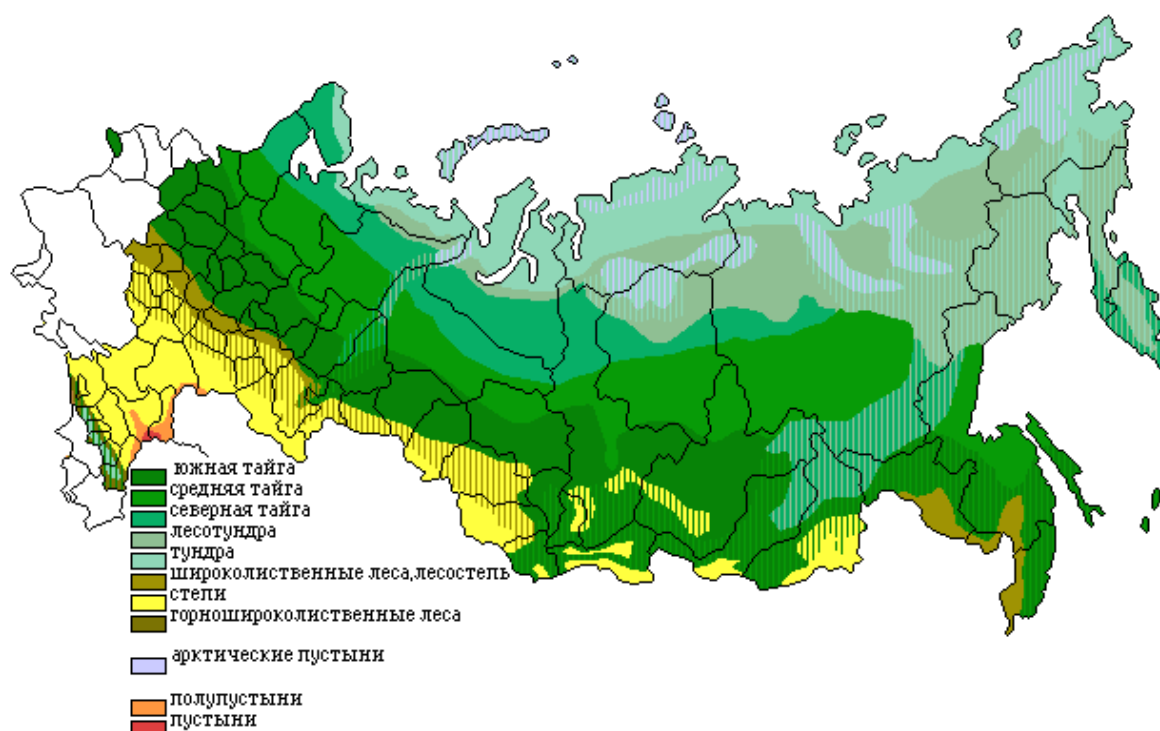 южная тайга
средняя тайга
северная тайга
лесотундра
тундра
широколиственные леса,лесостепь
степи
горношироколиственные леса
арктические пустыни
полупустыни
пустыни